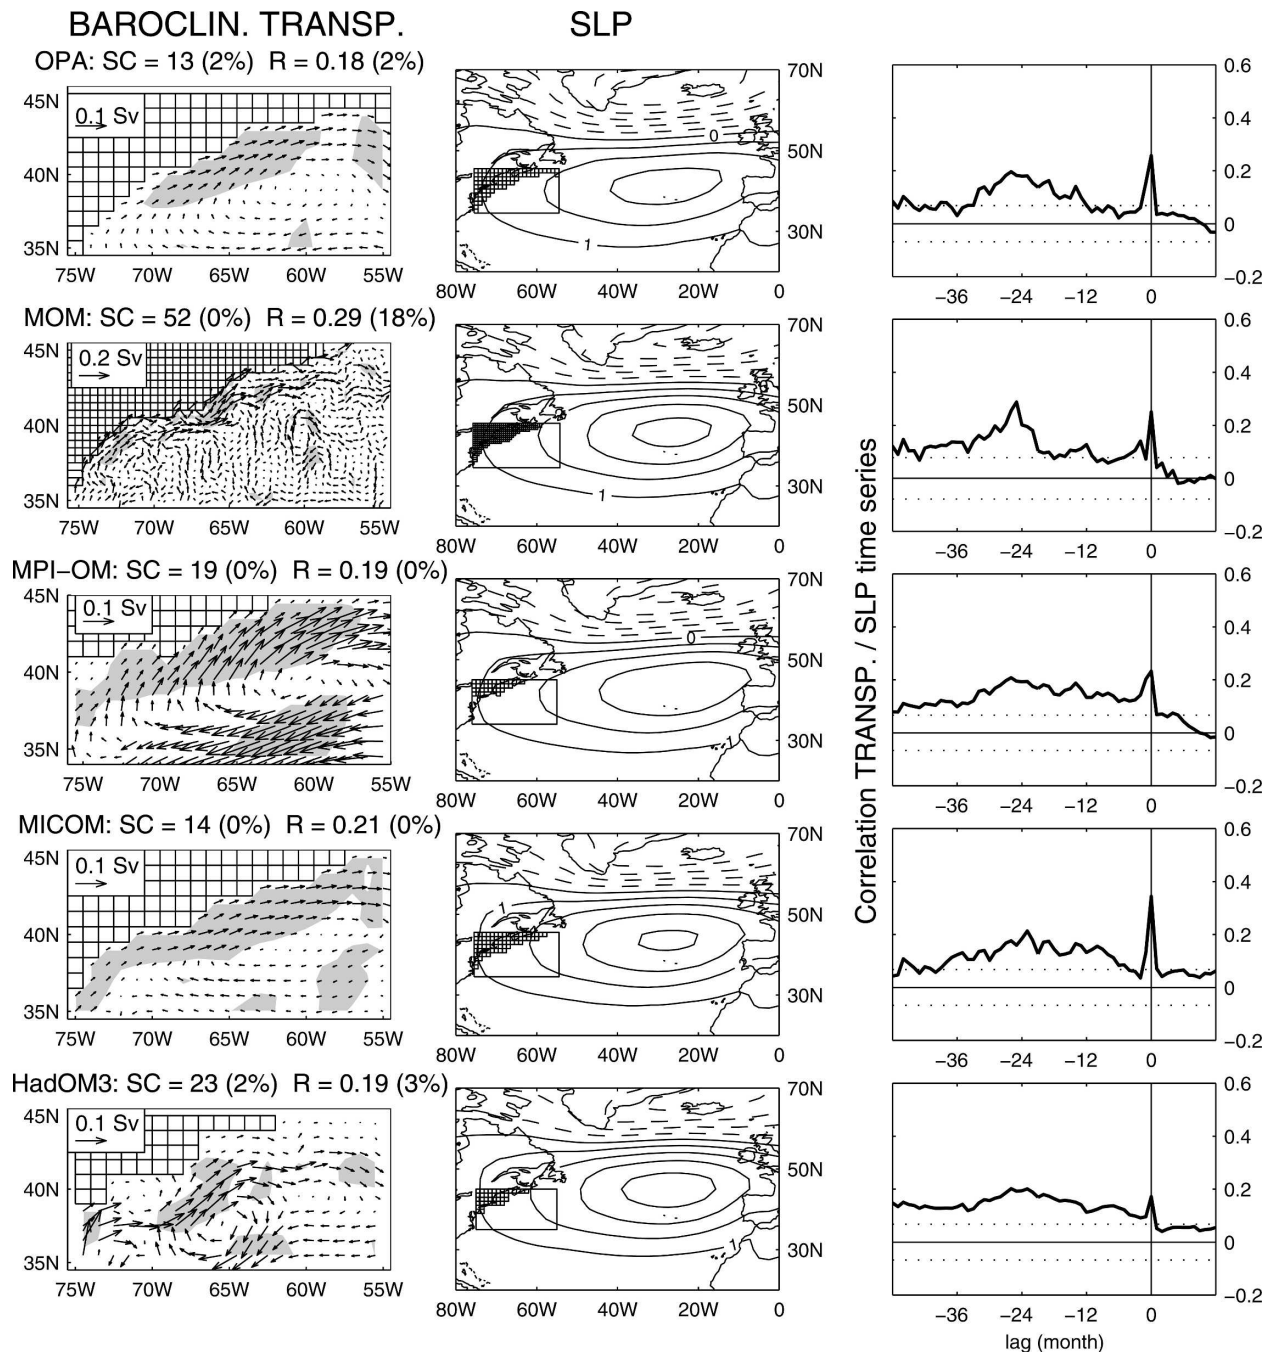 BAROCLIN. TRANSP.
SLP
OPA: SC = 13 (2%) R = 0.18 (2%)
0.1 Sv
45N
40N
35N
75W 70W 65W 60W 55W
0
1
70N
50N
30N
80W 60W 40W 20W 0
0.6
0.4
0.2
0
−0.2
−36 −24 −12 0
MOM: SC = 52 (0%) R = 0.29 (18%)
0.2 Sv
45N
40N
35N
75W 70W 65W 60W 55W
1
70N
50N
30N
80W 60W 40W 20W 0
0.6
0.4
0.2
0
−0.2
−36 −24 −12 0
MPI−OM: SC = 19 (0%) R = 0.19 (0%)
0.1 Sv
45N
40N
35N
75W 70W 65W 60W 55W
0
1
70N
50N
30N
80W 60W 40W 20W 0
Correlation TRANSP. / SLP time series
0.6
0.4
0.2
0
−0.2
−36 −24 −12 0
MICOM: SC = 14 (0%) R = 0.21 (0%)
0.1 Sv
45N
40N
35N
75W 70W 65W 60W 55W
1
70N
50N
30N
80W 60W 40W 20W 0
0.6
0.4
0.2
0
−0.2
−36 −24 −12 0
HadOM3: SC = 23 (2%) R = 0.19 (3%)
0.1 Sv
45N
40N
35N
75W 70W 65W 60W 55W
1
70N
50N
30N
80W 60W 40W 20W 0
0.6
0.4
0.2
0
−0.2
−36 −24 −12 0
lag (month)